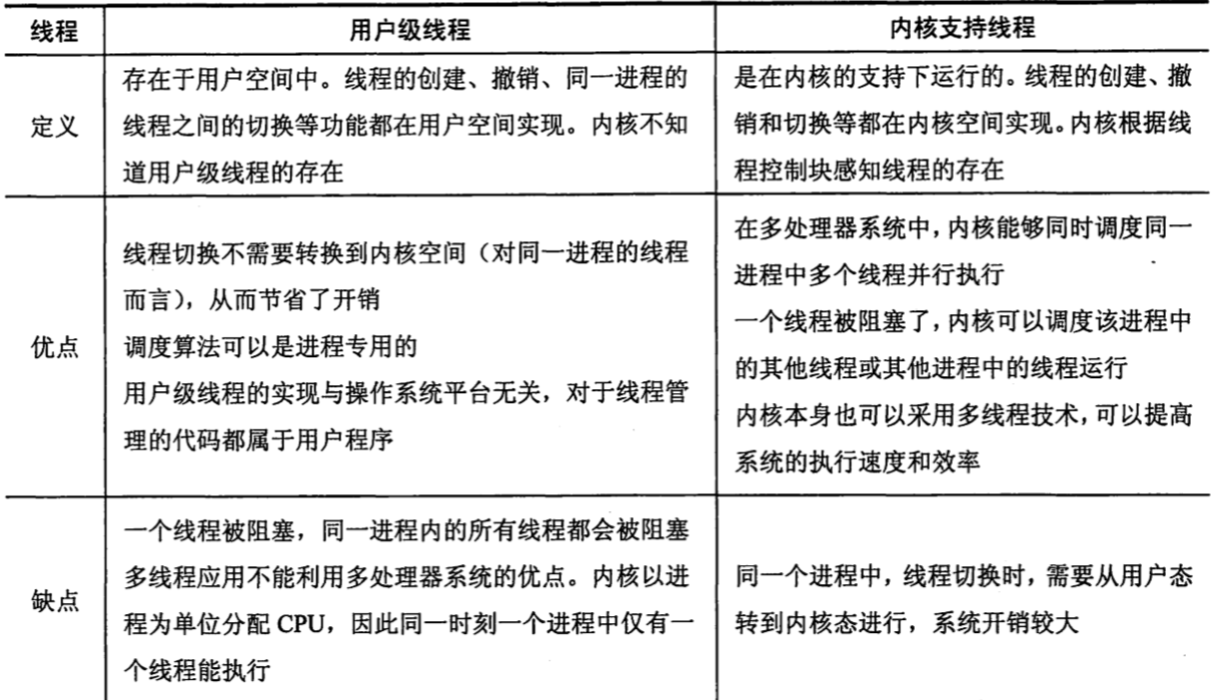 线程
用户级线程
内核支持线程
定义
存在于用户空间中。线程的创建、撤销、同一进程的
线程之间的切换等功能都在用户空间实现。内核不知
道用户级线程的存在
是在内核的支持下运行的。线程的创建、撤
销和切换等都在内核空间实现。内核根据线
程控制块感知线程的存在
优点
线程切换不需要转换到内核空间（对同一进程的线程
而言），从而节省了开销
调度算法可以是进程专用的
用户级线程的实现与操作系统平台无关，对于线程管
理的代码都属于用户程序
在多处理器系统中，内核能够同时调度同一
进程中多个线程并行执行
一个线程被阻塞了，内核可以调度该进程中
的其他线程或其他进程中的线程运行
内核本身也可以采用多线程技术，可以提高
系统的执行速度和效率
缺点
一个线程被阻塞，同一进程内的所有线程都会被阻塞
多线程应用不能利用多处理器系统的优点。内核以进
程为单位分配 CPU，因此同一时刻一个进程中仅有一
个线程能执行
同一个进程中，线程切换时，需要从用户态
转到内核态进行，系统开销较大